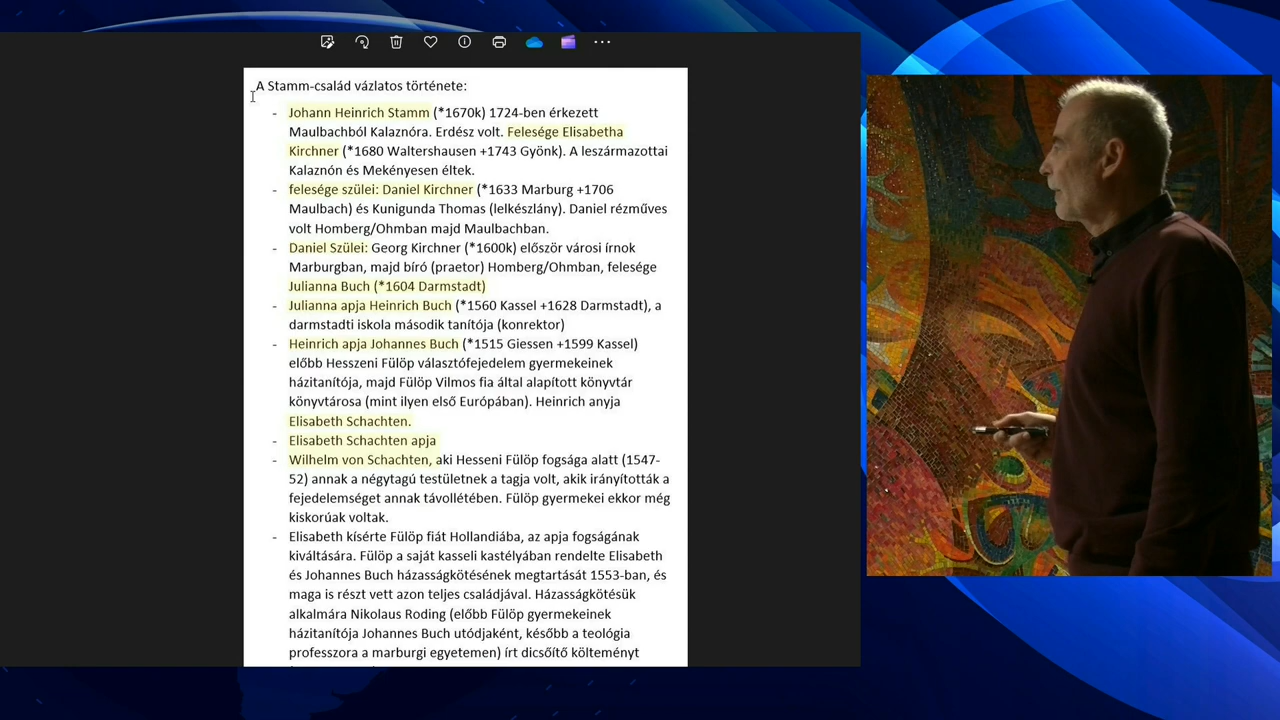 A Stamm-család vázlatos története:
- Johann Heinrich Stamm (*1670k) 1724-ben érkezett
Maulbachból Kalaznóra. Erdész volt. Felesége Elisabetha
Kirchner (*1680 Waltershausen +1743 Gyönk). A leszármazottai
Kalaznón és Mekényesen éltek.
- felesége szülei: Daniel Kirchner (*1633 Marburg +1706
Maulbach) és Kunigunda Thomas (lelkészlány). Daniel rézműves
volt Homberg/Ohmban majd Maulbachban.
- Daniel Szülei: Georg Kirchner (*1600k) először városi írnok
Marburgban, majd bíró (praetor) Homberg/Ohmban, felesége
Julianna Buch (*1604 Darmstadt)
- Julianna apja Heinrich Buch (*1560 Kassel +1628 Darmstadt), a
darmstadti iskola második tanítója (konrektor)
- Heinrich apja Johannes Buch (*1515 Giessen +1599 Kassel)
előbb Hesszeni Fülöp választófejedelem gyermekeinek
házitanítója, majd Fülöp Vilmos fia által alapított könyvtár
könyvtárosa (mint ilyen első Európában). Heinrich anyja
Elisabeth Schachten.
- Elisabeth Schachten apja
- Wilhelm von Schachten, aki Hesseni Fülöp fogsága alatt (1547-
52) annak a négytagú testületnek a tagja volt, akik irányították a
fejedelemséget annak távollétében. Fülöp gyermekei ekkor még
kiskorúak voltak.
- Elisabeth kísérte Fülöp fiát Hollandiába, az apja fogságának
kiváltására. Fülöp a saját kasseli kastélyában rendelte Elisabeth
és Johannes Buch házasságkötésének megtartását 1553-ban, és
maga is részt vett azon teljes családjával. Házasságkötésük
alkalmára Nikolaus Roding (előbb Fülöp gyermekeinek
házitanítója Johannes Buch utódjaként, később a teológia
professzora a marburgi egyetemen) írt dicsőítő költeményt